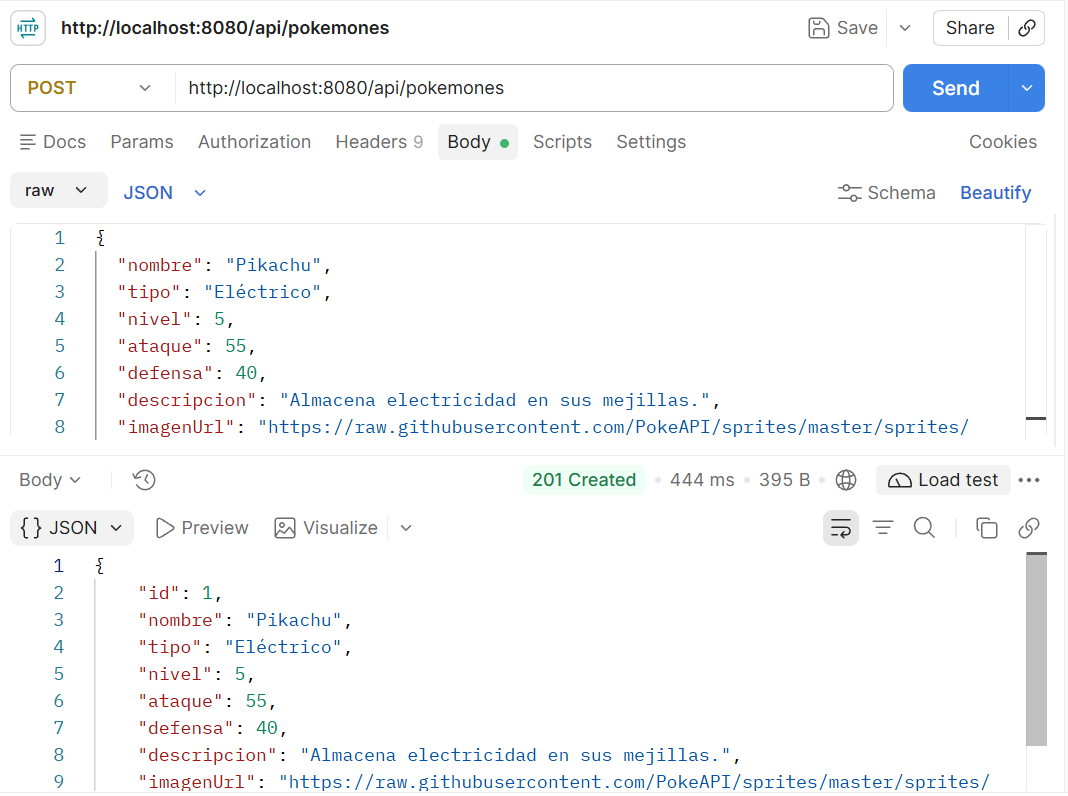 HTTP http://localhost:8080/api/pokemones Save Share
POST http://localhost:8080/api/pokemones Send
Docs Params Authorization Headers 9 Body Scripts Settings Cookies
raw JSON Schema Beautify
1 {
2 "nombre": "Pikachu",
3 "tipo": "Eléctrico",
4 "nivel": 5,
5 "ataque": 55,
6 "defensa": 40,
7 "descripcion": "Almacena electricidad en sus mejillas.",
8 "imagenUrl": "https://raw.githubusercontent.com/PokeAPI/sprites/master/sprites/
Body 201 Created • 444 ms • 395 B • Load test
{} JSON Preview Visualize
1 {
2 "id": 1,
3 "nombre": "Pikachu",
4 "tipo": "Eléctrico",
5 "nivel": 5,
6 "ataque": 55,
7 "defensa": 40,
8 "descripcion": "Almacena electricidad en sus mejillas.",
9 "imagenUrl": "https://raw.githubusercontent.com/PokeAPI/sprites/master/sprites/